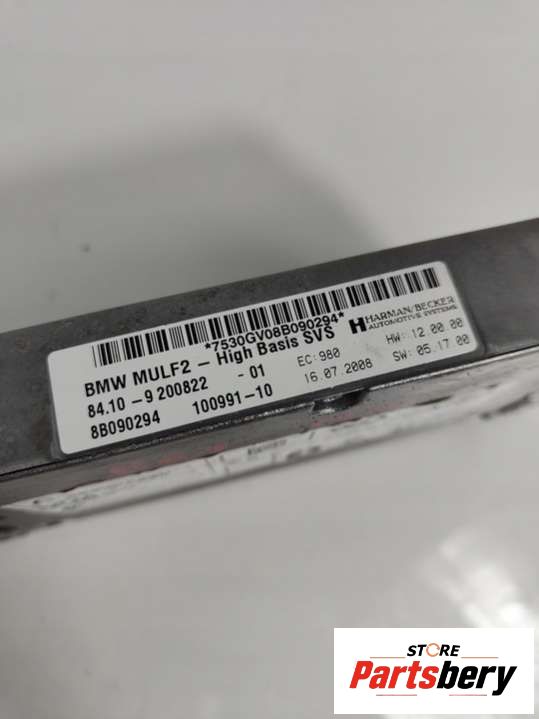 *7530GV08B090294*
HARMAN/BECKER
AUTOMOTIVE SYSTEMS
BMW MULF2 - High Basis SVS
EC: 980
HW: 12.00.00
84.10 - 9 200822 - 01
16.07.2008
SW: 05.17.00
8B090294
100991-10
STORE
Partsbery